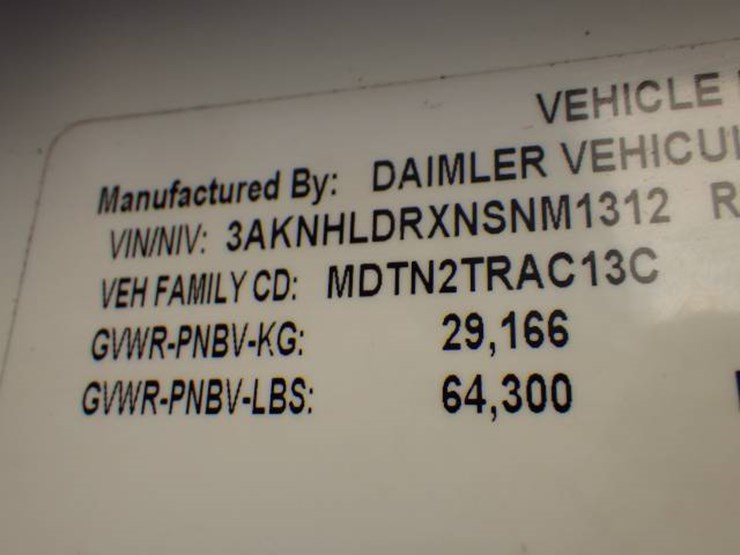 VEHICLE
Manufactured By: DAIMLER VEHICUL
VIN/NIV: 3AKNHLDRXNSNM1312 R
VEH FAMILY CD: MDTN2TRAC13C
GVWR-PNBV-KG: 29,166
GVWR-PNBV-LBS: 64,300